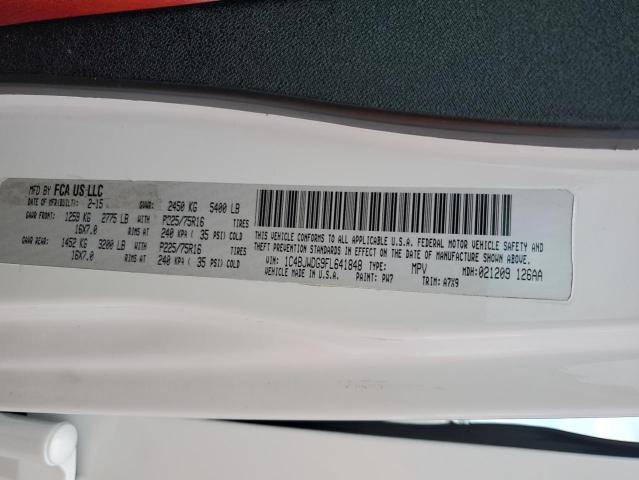 MFD BY FCA US LLC
DATE OF MFR(BUILT): 2-15 GVWR: 2450 KG 5400 LB
GAWR FRONT: 1259 KG 2775 LB WITH P225/75R16 TIRES
16X7.0 RIMS AT 240 KPA ( 35 PSI) COLD
GAWR REAR: 1452 KG 3200 LB WITH P225/75R16 TIRES
16X7.0 RIMS AT 240 KPA ( 35 PSI) COLD
THIS VEHICLE CONFORMS TO ALL APPLICABLE U.S.A. FEDERAL MOTOR VEHICLE SAFETY AND
THEFT PREVENTION STANDARDS IN EFFECT ON THE DATE OF MANUFACTURE SHOWN ABOVE.
VIN: 1C4BJWDG9FL641848 TYPE: MPV MDH: 021209 126AA
VEHICLE MADE IN U.S.A. PAINT: PW7 TRIM: A7X9